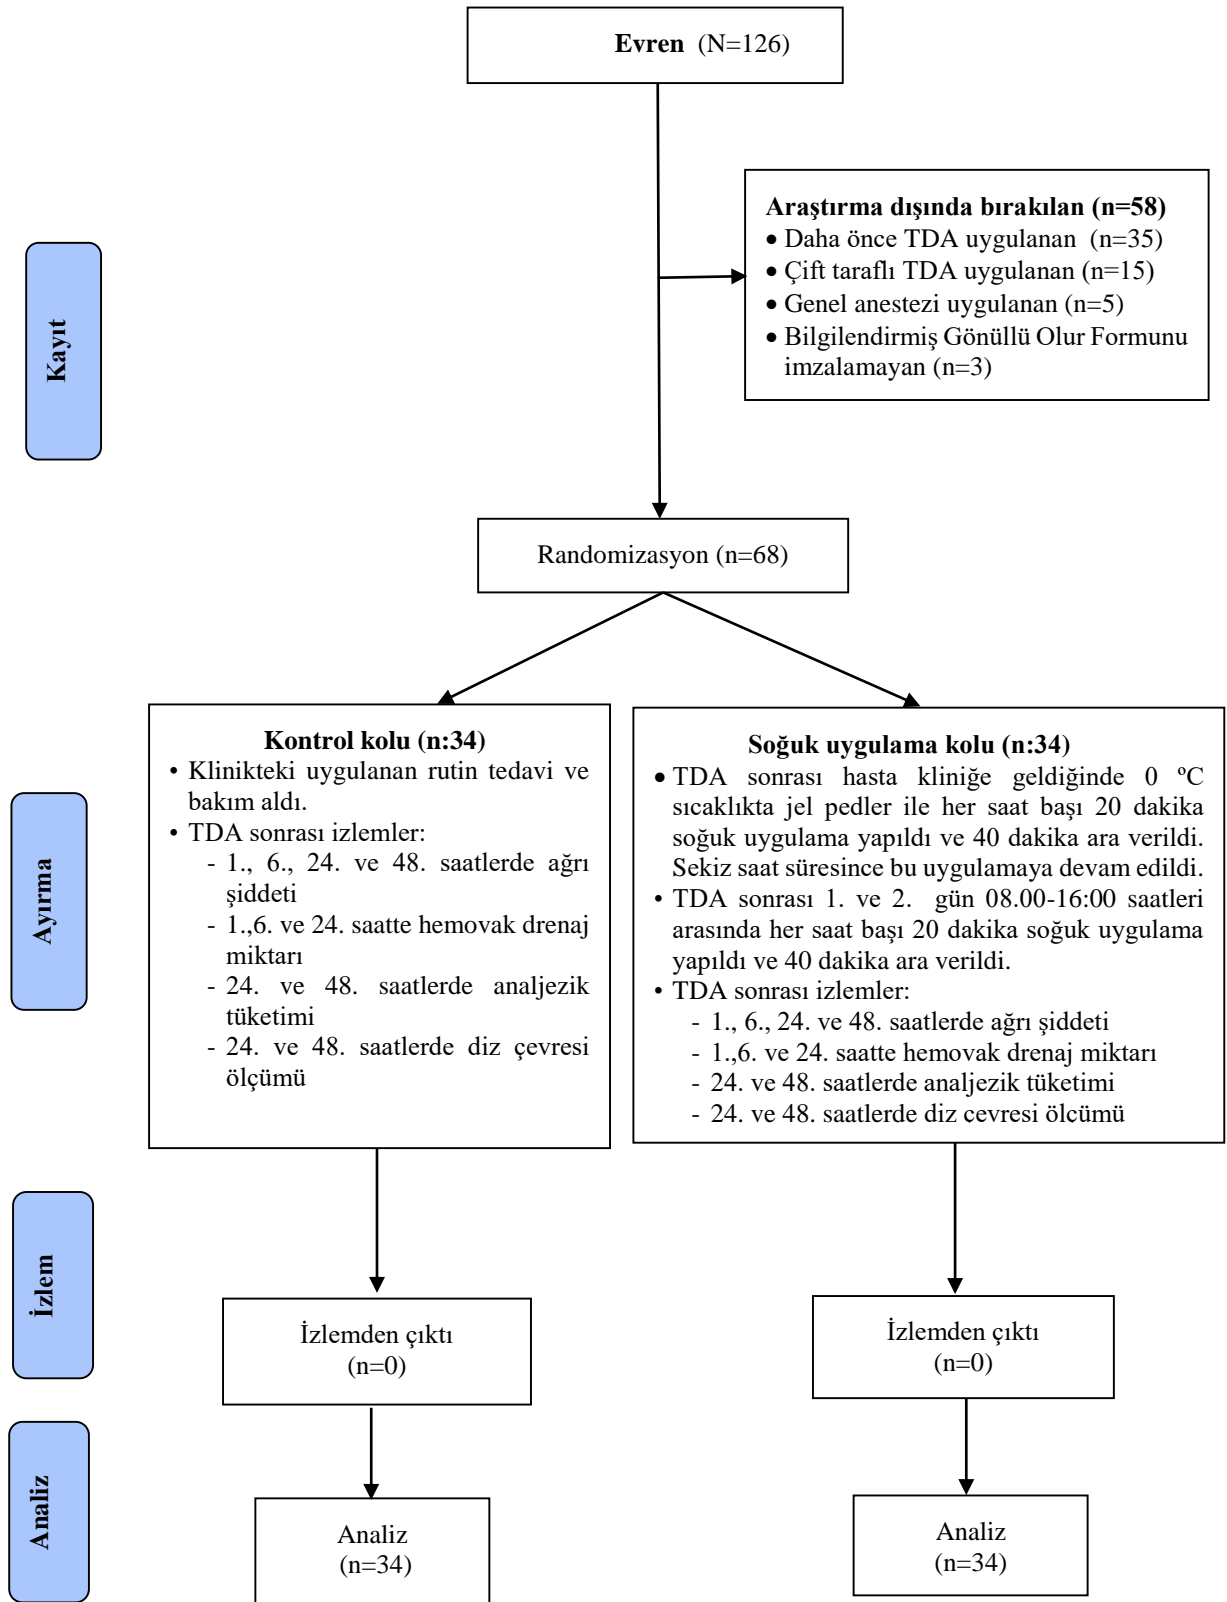 Evren (N=126)
Kayıt
Araştırma dışında bırakılan (n=58)
• Daha önce TDA uygulanan (n=35)
• Çift taraflı TDA uygulanan (n=15)
• Genel anestezi uygulanan (n=5)
• Bilgilendirmiş Gönüllü Olur Formunu
imzalamayan (n=3)
Randomizasyon (n=68)
Ayırma
Kontrol kolu (n:34)
• Klinikteki uygulanan rutin tedavi ve
bakım aldı.
• TDA sonrası izlemler:
- 1., 6., 24. ve 48. saatlerde ağrı
şiddeti
- 1.,6. ve 24. saatte hemovak drenaj
miktarı
- 24. ve 48. saatlerde analjezik
tüketimi
- 24. ve 48. saatlerde diz çevresi
ölçümü
Soğuk uygulama kolu (n:34)
• TDA sonrası hasta kliniğe geldiğinde 0 ºC
sıcaklıkta jel pedler ile her saat başı 20 dakika
soğuk uygulama yapıldı ve 40 dakika ara verildi.
Sekiz saat süresince bu uygulamaya devam edildi.
• TDA sonrası 1. ve 2. gün 08.00-16:00 saatleri
arasında her saat başı 20 dakika soğuk uygulama
yapıldı ve 40 dakika ara verildi.
• TDA sonrası izlemler:
- 1., 6., 24. ve 48. saatlerde ağrı şiddeti
- 1.,6. ve 24. saatte hemovak drenaj miktarı
- 24. ve 48. saatlerde analjezik tüketimi
- 24. ve 48. saatlerde diz cevresi ölçümü
İzlem
İzlemden çıktı
(n=0)
İzlemden çıktı
(n=0)
Analiz
Analiz
(n=34)
Analiz
(n=34)